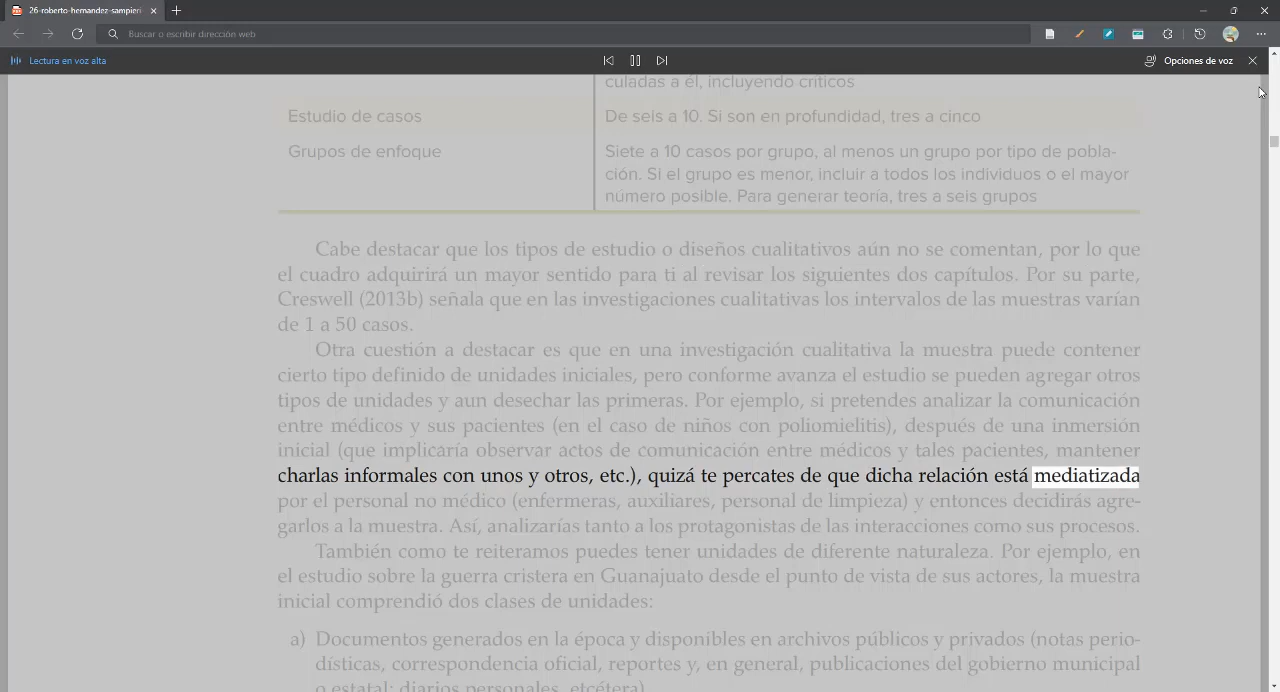 26-roberto-hernandez-sampieri
Buscar o escribir dirección web
Lectura en voz alta
Opciones de voz
culadas a él, incluyendo críticos
Estudio de casos
De seis a 10. Si son en profundidad, tres a cinco
Grupos de enfoque
Siete a 10 casos por grupo, al menos un grupo por tipo de pobla-
ción. Si el grupo es menor, incluir a todos los individuos o el mayor
número posible. Para generar teoría, tres a seis grupos
Cabe destacar que los tipos de estudio o diseños cualitativos aún no se comentan, por lo que
el cuadro adquirirá un mayor sentido para ti al revisar los siguientes dos capítulos. Por su parte,
Creswell (2013b) señala que en las investigaciones cualitativas los intervalos de las muestras varían
de 1 a 50 casos.
Otra cuestión a destacar es que en una investigación cualitativa la muestra puede contener
cierto tipo definido de unidades iniciales, pero conforme avanza el estudio se pueden agregar otros
tipos de unidades y aun desechar las primeras. Por ejemplo, si pretendes analizar la comunicación
entre médicos y sus pacientes (en el caso de niños con poliomielitis), después de una inmersión
inicial (que implicaría observar actos de comunicación entre médicos y tales pacientes, mantener
charlas informales con unos y otros, etc.), quizá te percates de que dicha relación está mediatizada
por el personal no médico (enfermeras, auxiliares, personal de limpieza) y entonces decidirás agre-
garlos a la muestra. Así, analizarías tanto a los protagonistas de las interacciones como sus procesos.
También como te reiteramos puedes tener unidades de diferente naturaleza. Por ejemplo, en
el estudio sobre la guerra cristera en Guanajuato desde el punto de vista de sus actores, la muestra
inicial comprendió dos clases de unidades:
a) Documentos generados en la época y disponibles en archivos públicos y privados (notas perio-
dísticas, correspondencia oficial, reportes y, en general, publicaciones del gobierno municipal
o estatal; diarios personales, etcétera)